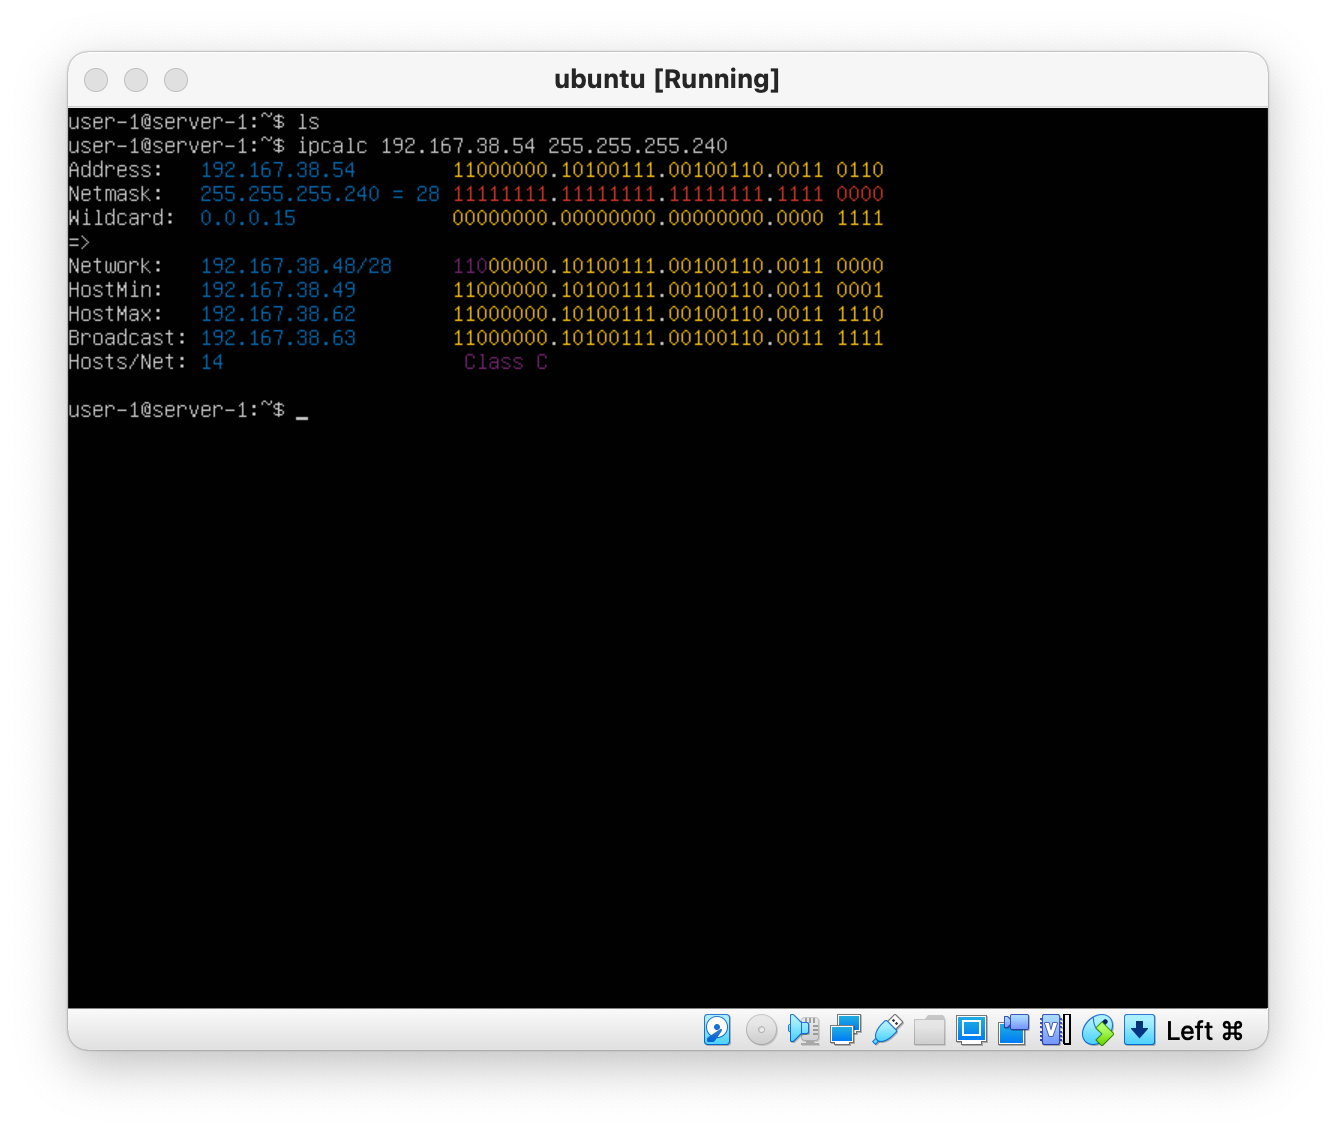 ubuntu [Running]
user-1@server-1:~$ ls
user-1@server-1:~$ ipcalc 192.167.38.54 255.255.255.240
Address:   192.167.38.54        11000000.10100111.00100110.0011 0110
Netmask:   255.255.255.240 = 28 11111111.11111111.11111111.1111 0000
Wildcard:  0.0.0.15             00000000.00000000.00000000.0000 1111
=>
Network:   192.167.38.48/28     11000000.10100111.00100110.0011 0000
HostMin:   192.167.38.49        11000000.10100111.00100110.0011 0001
HostMax:   192.167.38.62        11000000.10100111.00100110.0011 1110
Broadcast: 192.167.38.63        11000000.10100111.00100110.0011 1111
Hosts/Net: 14                    Class C
user-1@server-1:~$ _
V
Left ⌘